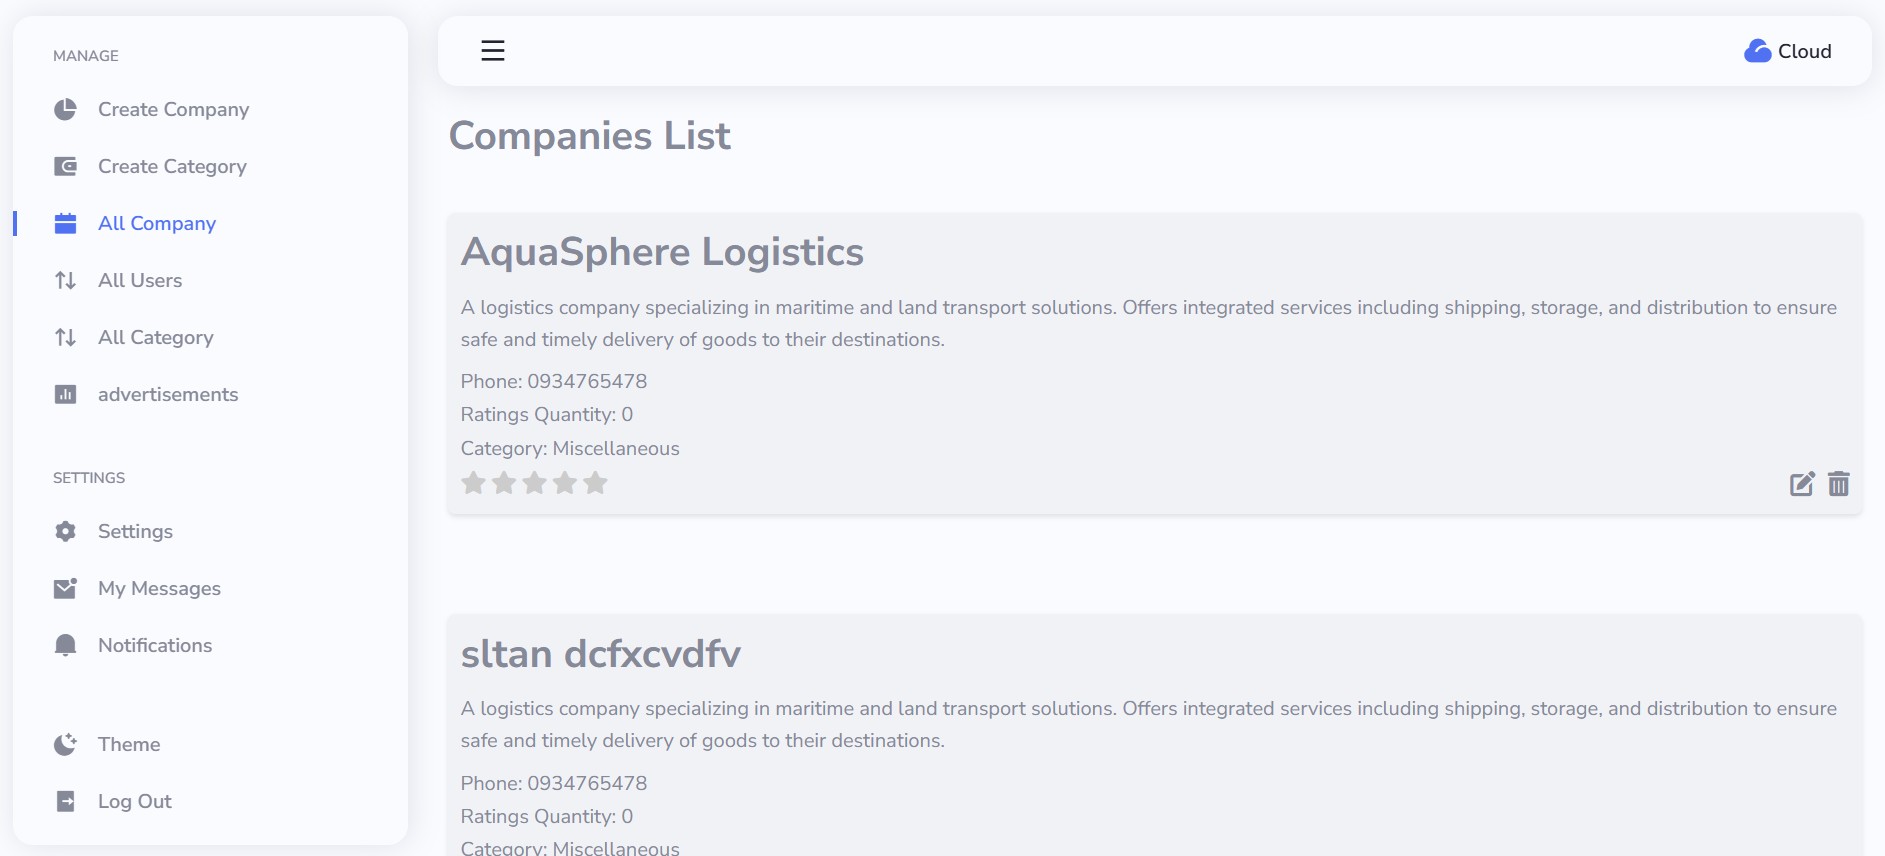 MANAGE
Create Company
Create Category
All Company
All Users
All Category
advertisements
SETTINGS
Settings
My Messages
Notifications
Theme
Log Out
Cloud
Companies List
AquaSphere Logistics
A logistics company specializing in maritime and land transport solutions. Offers integrated services including shipping, storage, and distribution to ensure
safe and timely delivery of goods to their destinations.
Phone: 0934765478
Ratings Quantity: 0
Category: Miscellaneous
sltan dcfxcvdfv
A logistics company specializing in maritime and land transport solutions. Offers integrated services including shipping, storage, and distribution to ensure
safe and timely delivery of goods to their destinations.
Phone: 0934765478
Ratings Quantity: 0
Category: Miscellaneous